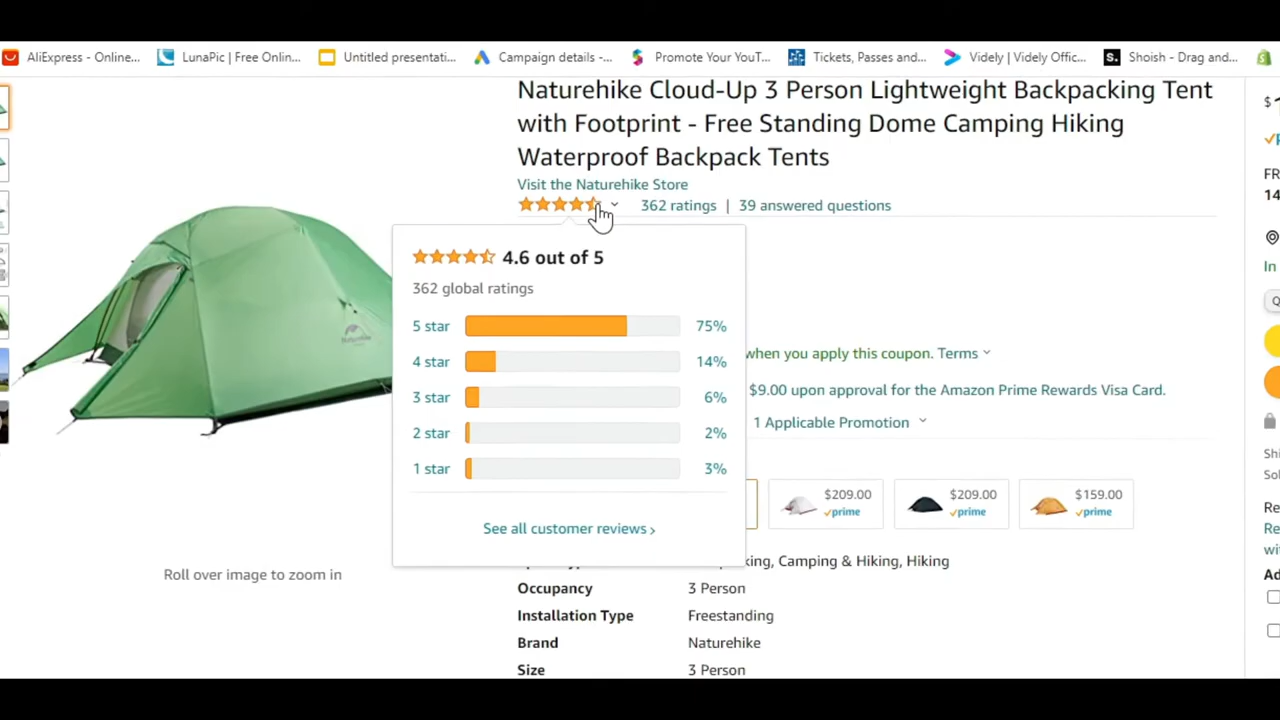 AliExpress - Online...
LunaPic | Free Onlin...
Untitled presentati...
Campaign details -...
Promote Your YouT...
Tickets, Passes and...
Videly | Videly Offic...
Shoish - Drag and...
Naturehike Cloud-Up 3 Person Lightweight Backpacking Tent
with Footprint - Free Standing Dome Camping Hiking
Waterproof Backpack Tents
Visit the Naturehike Store
362 ratings | 39 answered questions
4.6 out of 5
362 global ratings
5 star 75%
4 star 14%
3 star 6%
2 star 2%
1 star 3%
See all customer reviews ›
when you apply this coupon. Terms
$9.00 upon approval for the Amazon Prime Rewards Visa Card.
1 Applicable Promotion
$209.00 $209.00 $159.00
prime prime prime
Camping & Hiking, Hiking
Occupancy 3 Person
Installation Type Freestanding
Brand Naturehike
Size 3 Person
Roll over image to zoom in
$
FR
14
In